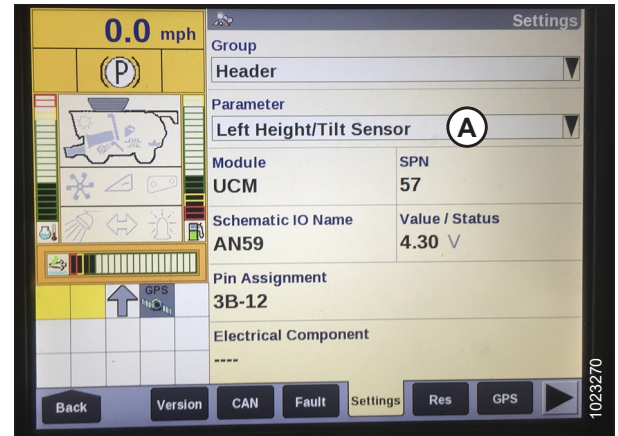 0.0 mph
Settings
(P)
Group
Header
Parameter
Left Height/Tilt Sensor
A
Module
SPN
UCM
57
Schematic IO Name
Value / Status
AN59
4.30 V
Pin Assignment
3B-12
GPS
Electrical Component
----
Back
Version
CAN
Fault
Settings
Res
GPS
1023270